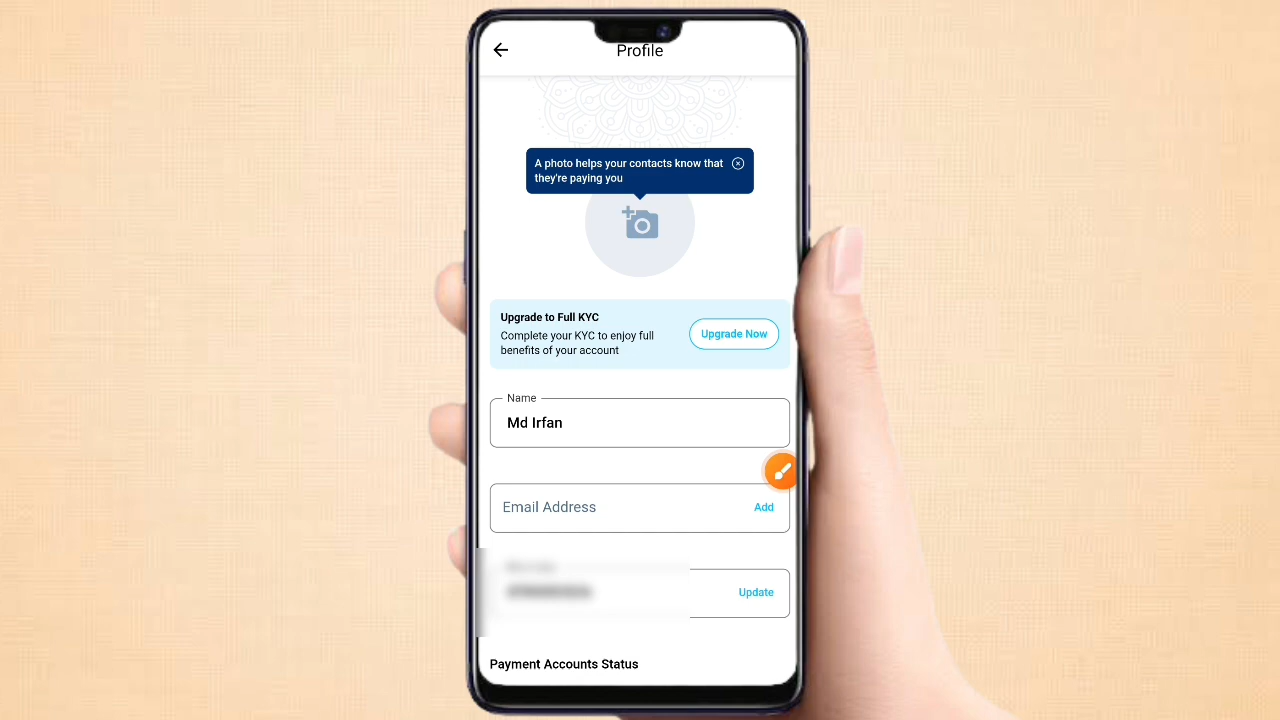 Profile
A photo helps your contacts know that
they're paying you
Upgrade to Full KYC
Complete your KYC to enjoy full
benefits of your account
Upgrade Now
Name
Md Irfan
Email Address
Add
Update
Payment Accounts Status